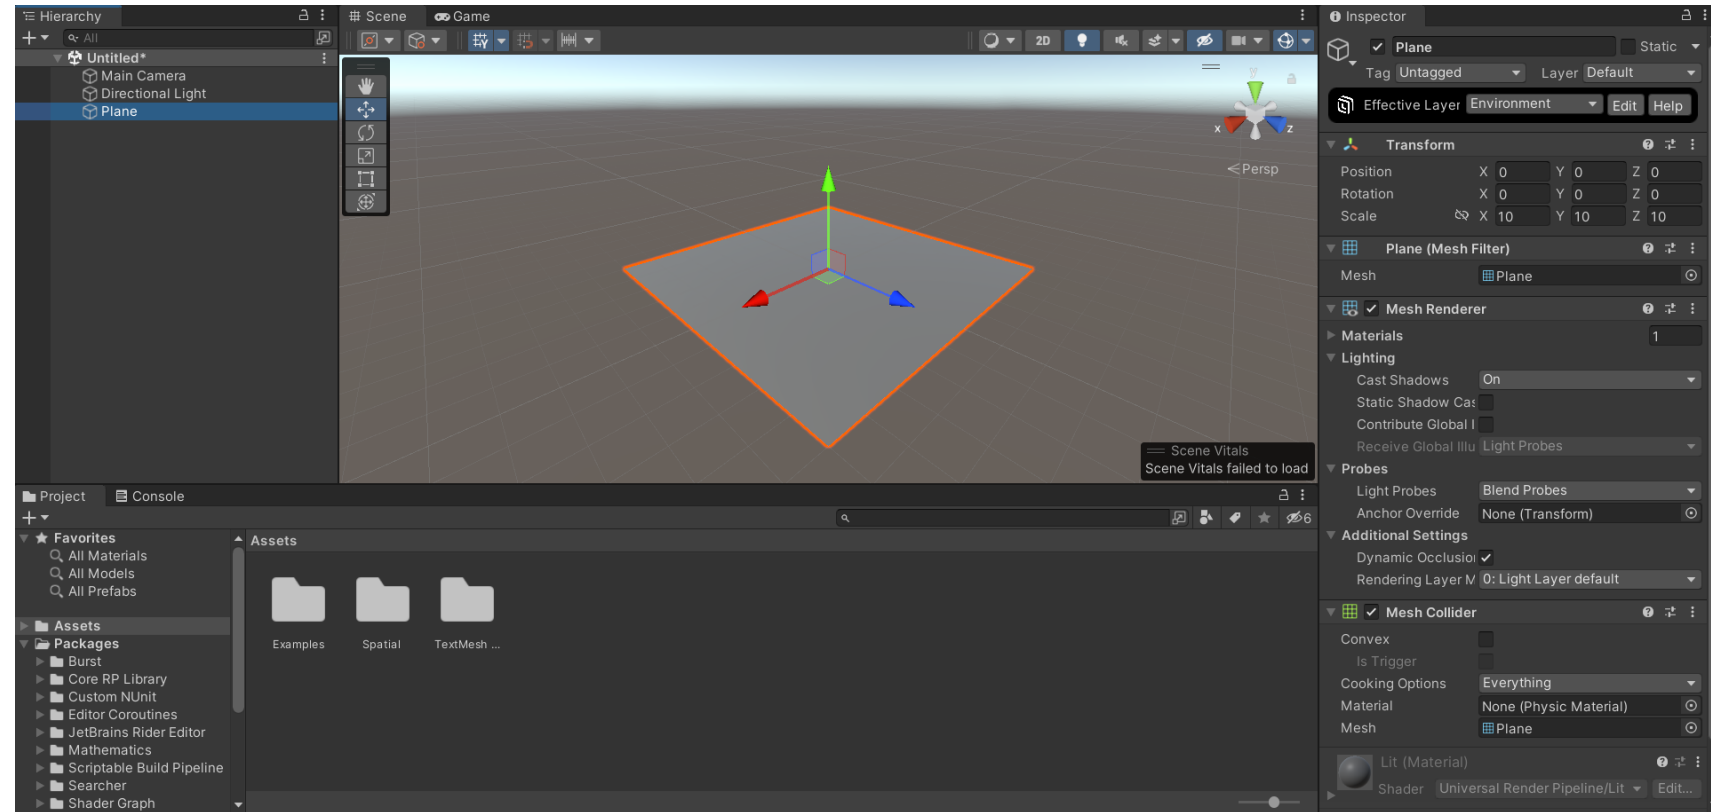 Hierarchy
All
Untitled*
Main Camera
Directional Light
Plane
Scene
Game
2D
y
x
z
Persp
Scene Vitals
Scene Vitals failed to load
Project
Console
6
Favorites
All Materials
All Models
All Prefabs
Assets
Packages
Burst
Core RP Library
Custom NUnit
Editor Coroutines
JetBrains Rider Editor
Mathematics
Scriptable Build Pipeline
Searcher
Shader Graph
Assets
Examples
Spatial
TextMesh ...
Inspector
Plane
Static
Tag Untagged Layer Default
Effective Layer Environment Edit Help
Transform
Position X 0 Y 0 Z 0
Rotation X 0 Y 0 Z 0
Scale X 10 Y 10 Z 10
Plane (Mesh Filter)
Mesh Plane
Mesh Renderer
Materials 1
Lighting
Cast Shadows On
Static Shadow Cas
Contribute Global I
Receive Global Illu Light Probes
Probes
Light Probes Blend Probes
Anchor Override None (Transform)
Additional Settings
Dynamic Occlusion
Rendering Layer M 0: Light Layer default
Mesh Collider
Convex
Is Trigger
Cooking Options Everything
Material None (Physic Material)
Mesh Plane
Lit (Material)
Shader Universal Render Pipeline/Lit Edit...